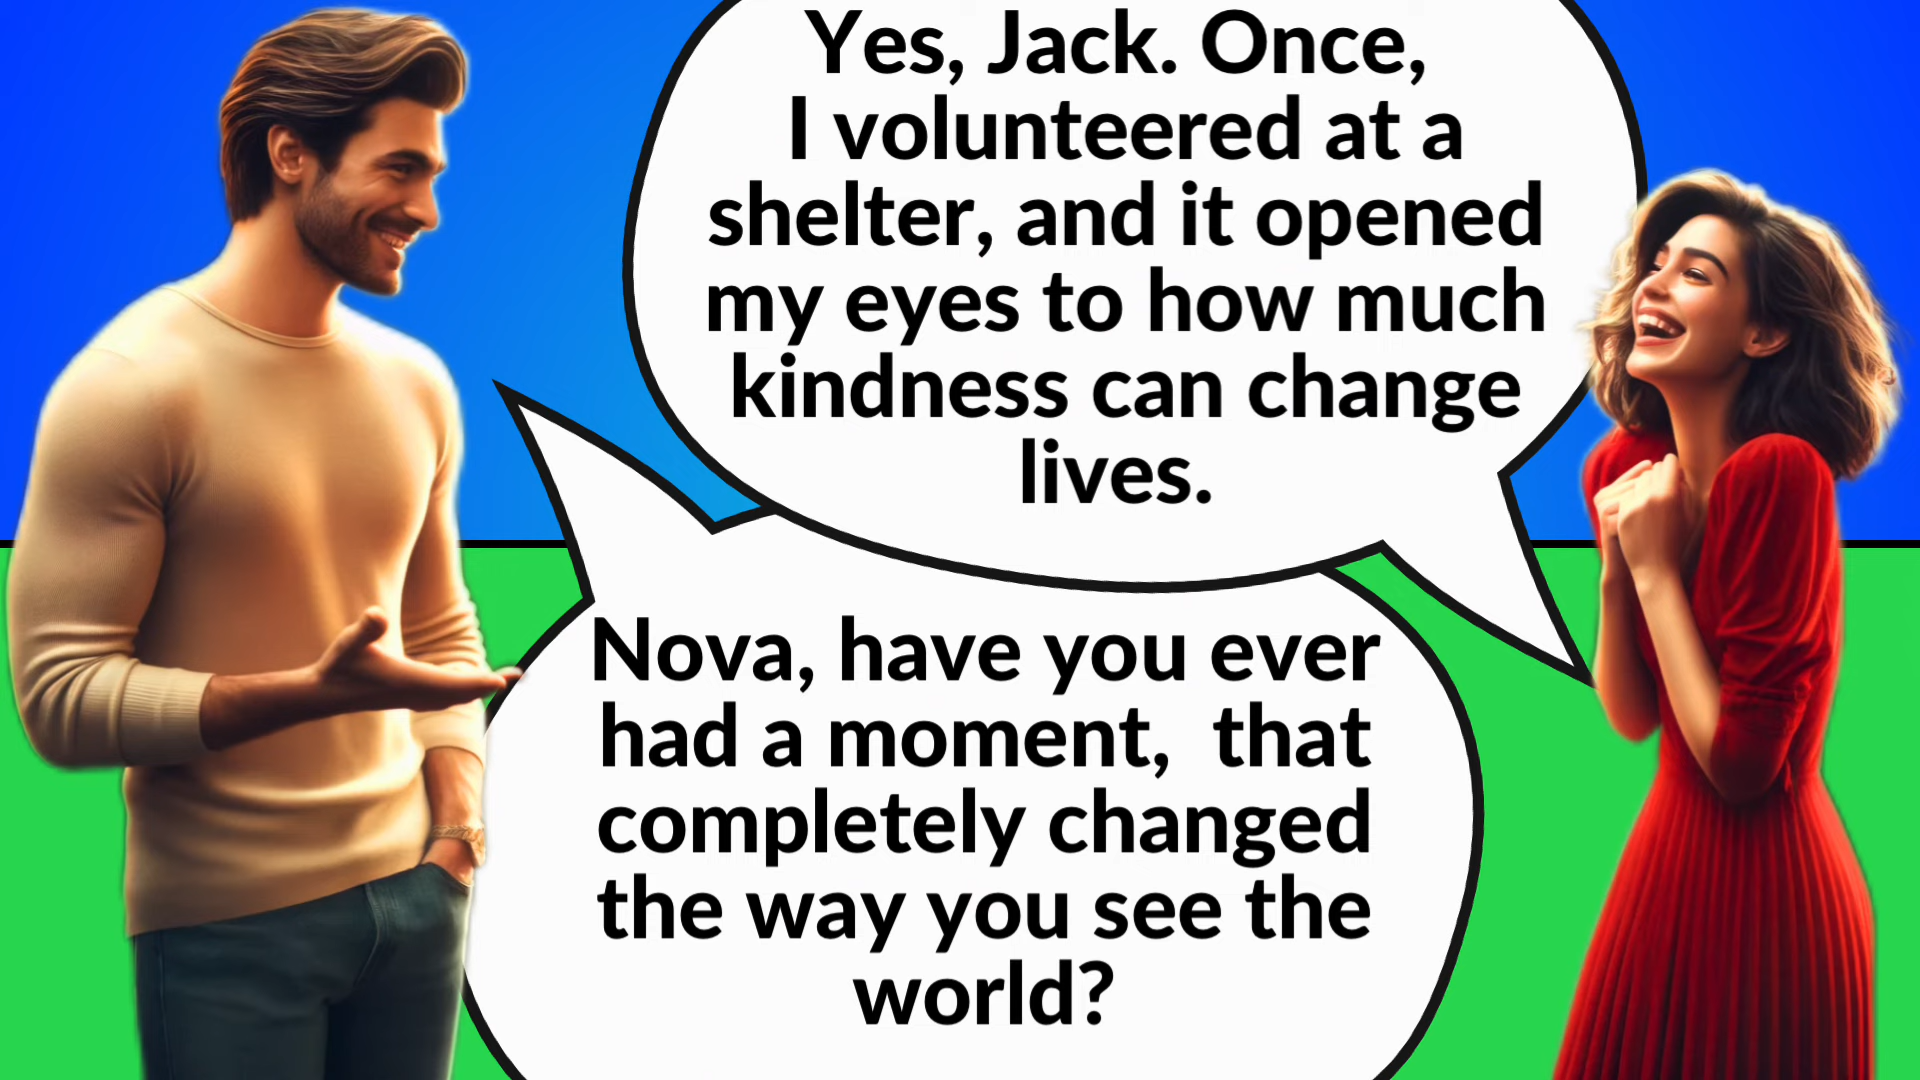 Yes, Jack. Once,
I volunteered at a
shelter, and it opened
my eyes to how much
kindness can change
lives.
Nova, have you ever
had a moment,  that
completely changed
the way you see the
world?